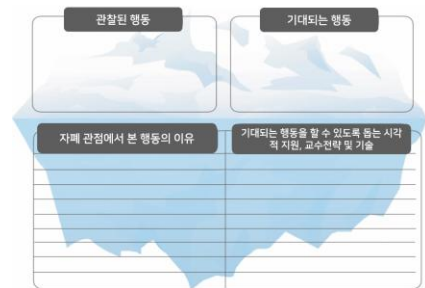 관찰된 행동
기대되는 행동
자폐 관점에서 본 행동의 이유
기대되는 행동을 할 수 있도록 돕는 시각
적 지원, 교수전략 및 기술